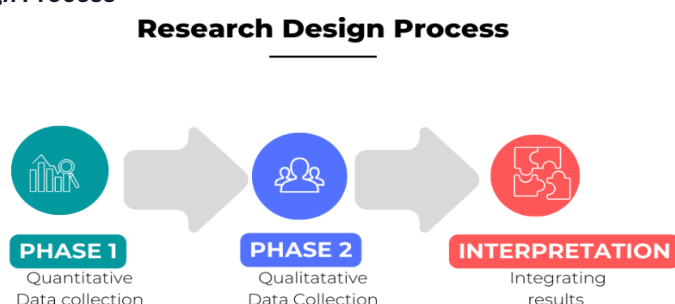 Research Design Process
PHASE 1
Quantitative
Data collection
PHASE 2
Qualitatative
Data Collection
INTERPRETATION
Integrating
results